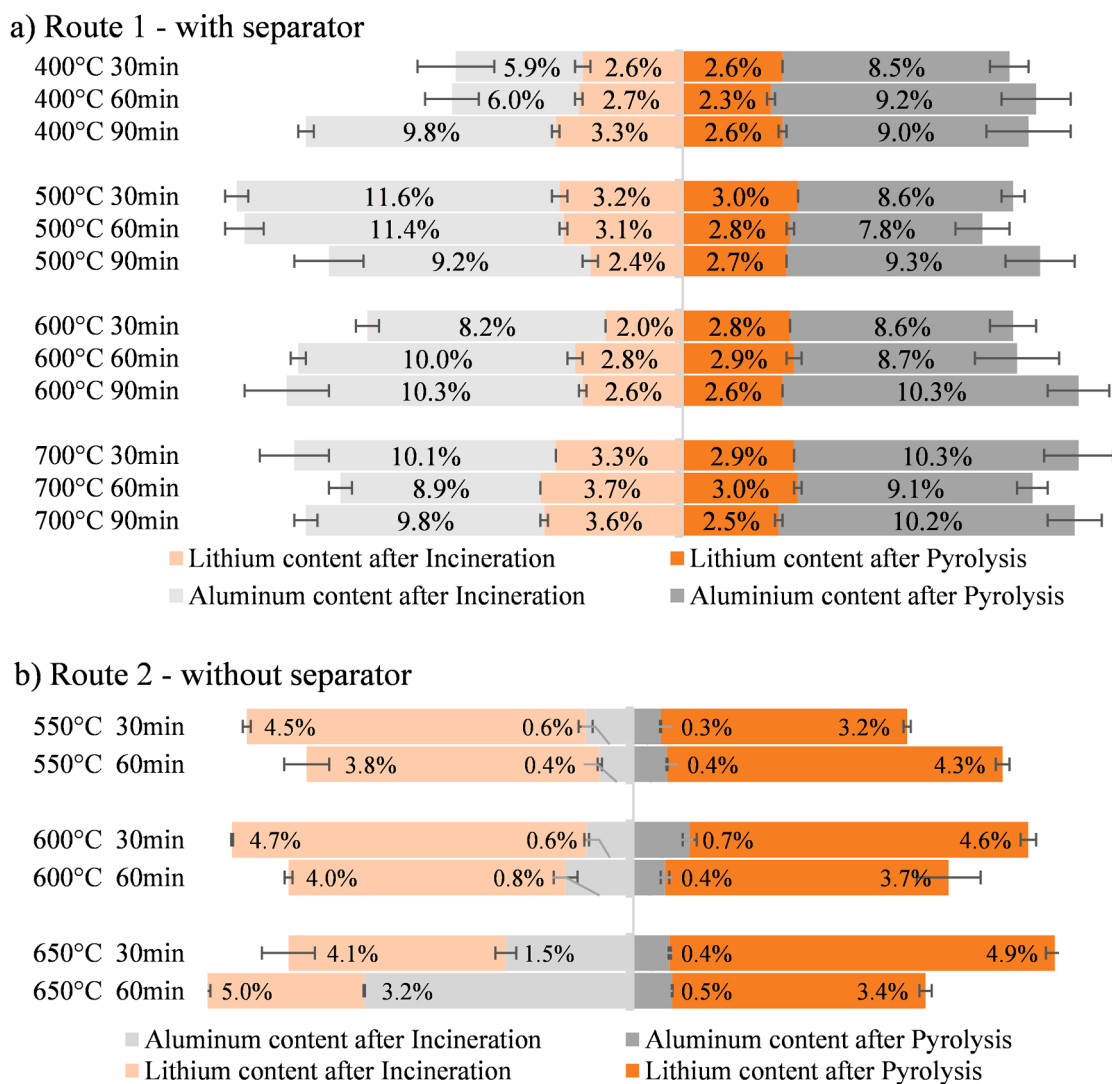 a) Route 1 - with separator
400°C 30min 5.9% 2.6% 2.6% 8.5%
400°C 60min 6.0% 2.7% 2.3% 9.2%
400°C 90min 9.8% 3.3% 2.6% 9.0%
500°C 30min 11.6% 3.2% 3.0% 8.6%
500°C 60min 11.4% 3.1% 2.8% 7.8%
500°C 90min 9.2% 2.4% 2.7% 9.3%
600°C 30min 8.2% 2.0% 2.8% 8.6%
600°C 60min 10.0% 2.8% 2.9% 8.7%
600°C 90min 10.3% 2.6% 2.6% 10.3%
700°C 30min 10.1% 3.3% 2.9% 10.3%
700°C 60min 8.9% 3.7% 3.0% 9.1%
700°C 90min 9.8% 3.6% 2.5% 10.2%
Lithium content after Incineration Lithium content after Pyrolysis
Aluminum content after Incineration Aluminium content after Pyrolysis
b) Route 2 - without separator
550°C 30min 4.5% 0.6% 0.3% 3.2%
550°C 60min 3.8% 0.4% 0.4% 4.3%
600°C 30min 4.7% 0.6% 0.7% 4.6%
600°C 60min 4.0% 0.8% 0.4% 3.7%
650°C 30min 4.1% 1.5% 0.4% 4.9%
650°C 60min 5.0% 3.2% 0.5% 3.4%
Aluminum content after Incineration Aluminum content after Pyrolysis
Lithium content after Incineration Lithium content after Pyrolysis